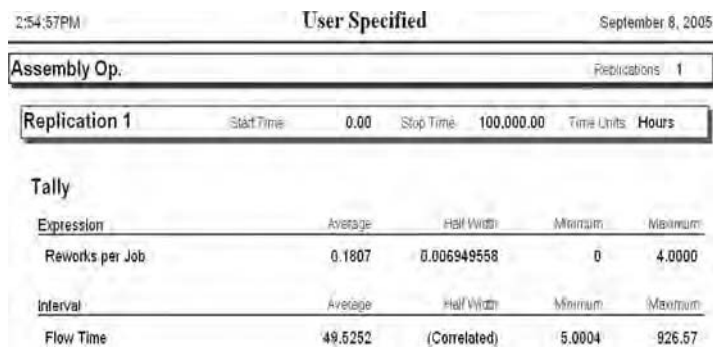 2:54:57PM User Specified September 8, 2005
Assembly Op. Replications 1
Replication 1 Start Time 0.00 Stop Time 100,000.00 Time Units Hours
Tally
Expression Average Half Width Minimum Maximum
Reworks per Job 0.1807 0.006949558 0 4.0000
Interval Average Half Width Minimum Maximum
Flow Time 49.5252 (Correlated) 5.0004 926.57